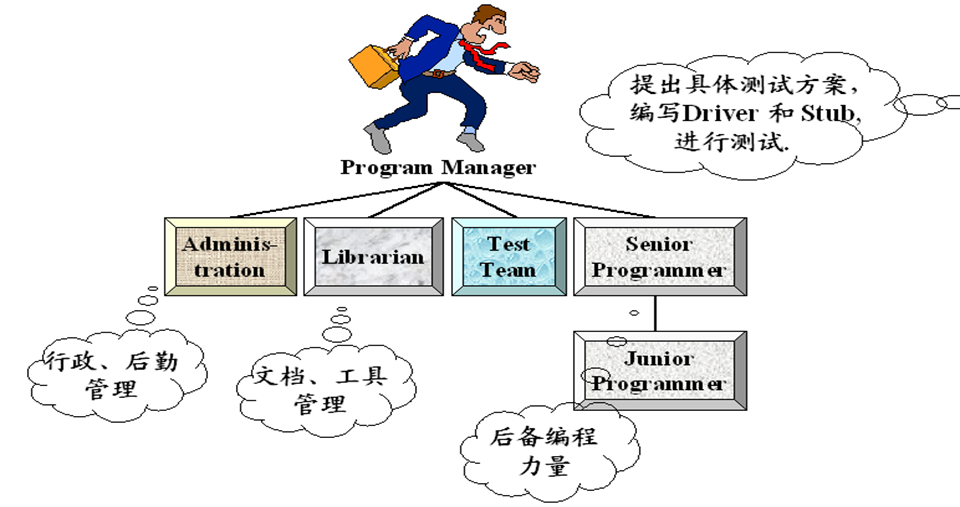 提出具体测试方案,
编写Driver 和 Stub,
进行测试.
Program Manager
Adminis-
tration
Librarian
Test
Team
Senior
Programmer
行政、后勤
管理
文档、工具
管理
Junior
Programmer
后备编程
力量